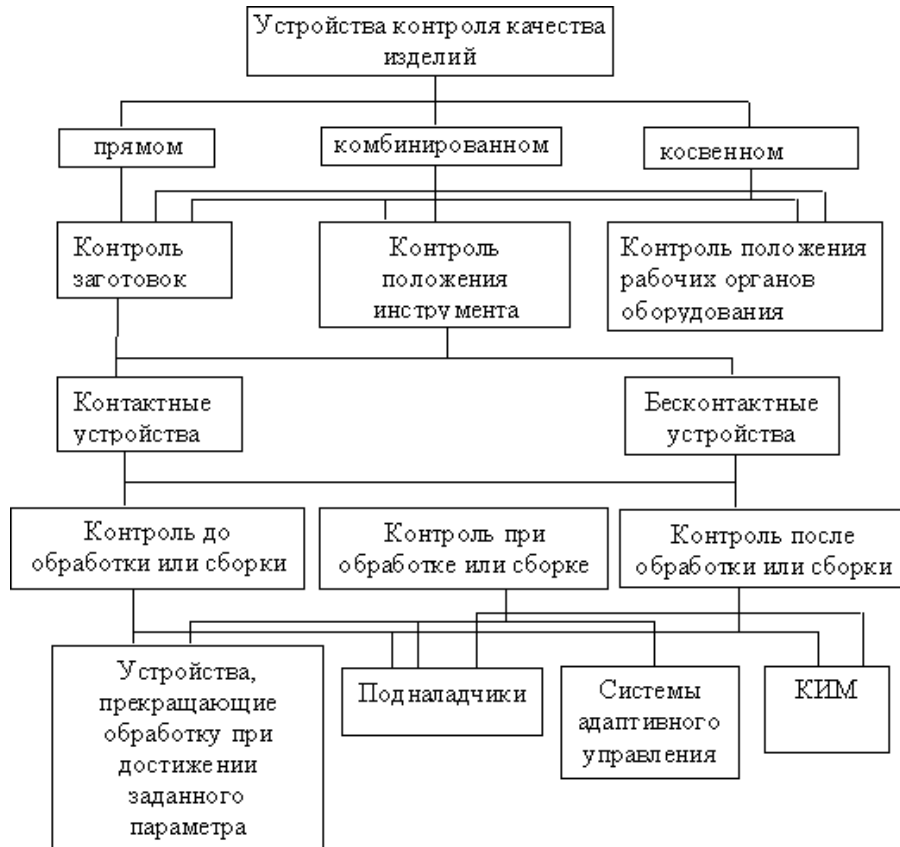 Устройства контроля качества
изделий
прямом
комбинированном
косвенном
Контроль
заготовок
Контроль
положения
инструмента
Контроль положения
рабочих органов
оборудования
Контактные
устройства
Бесконтактные
устройства
Контроль до
обработки или сборки
Контроль при
обработке или сборке
Контроль после
обработки или сборки
Устройства,
прекращающие
обработку при
достижении
заданного
параметра
Подналадчики
Системы
адаптивного
управления
КИМ